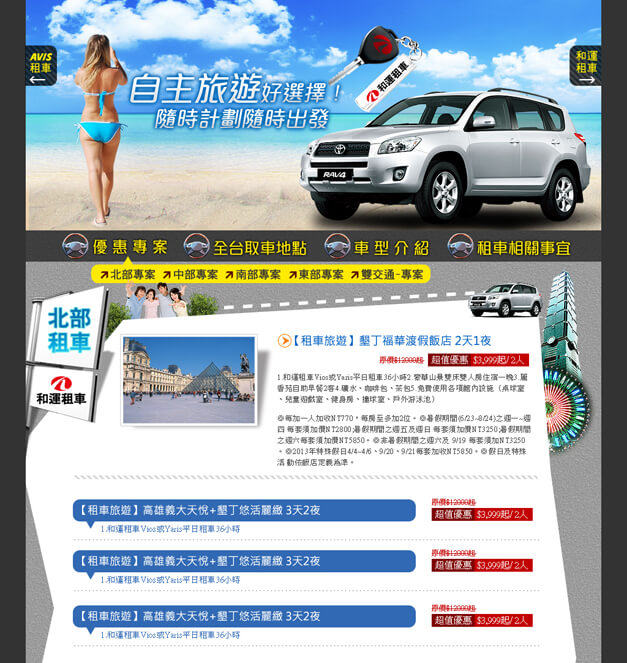 AVIS
租車
和運
租車
和運租車
自主旅遊好選擇！
隨時計劃隨時出發
RAV4
優惠專案 全台取車地點 車型介紹 租車相關事宜
北部專案 中部專案 南部專案 東部專案 雙交通-專案
北部
租車
和運租車
【租車旅遊】墾丁福華渡假飯店 2天1夜
原價$12000起
超值優惠 $3,999起/2人
1.和運租車Vios或Yaris平日租車36小時2.豪華山景雙床雙人房住宿一晚3.麗
香苑自助早餐2客4.礦水、咖啡包、茶包5.免費使用各項館內設施（桌球室
、兒童遊戲室、健身房、撞球室、戶外游泳池）
◎每加一人加收NT770，每房至多加2位。◎暑假期間(6/23~8/24)之週一~週
四 每套須加價NT2800;暑假期間之週五及週日 每套須加價NT3250;暑假期間
之週六每套須加價NT5850。◎非暑假期間之週六及 9/19 每套須加NT3250
。◎2013年特殊假日4/4~4/6、9/20、9/21每套加收NT5850。◎假日及特殊
活動依飯店定義為準。
【租車旅遊】高雄義大天悅+墾丁悠活麗緻 3天2夜
原價$12000起
超值優惠 $3,999起/2人
1.和運租車Vios或Yaris平日租車36小時
【租車旅遊】高雄義大天悅+墾丁悠活麗緻 3天2夜
原價$12000起
超值優惠 $3,999起/2人
1.和運租車Vios或Yaris平日租車36小時
【租車旅遊】高雄義大天悅+墾丁悠活麗緻 3天2夜
原價$12000起
超值優惠 $3,999起/2人
1.和運租車Vios或Yaris平日租車36小時